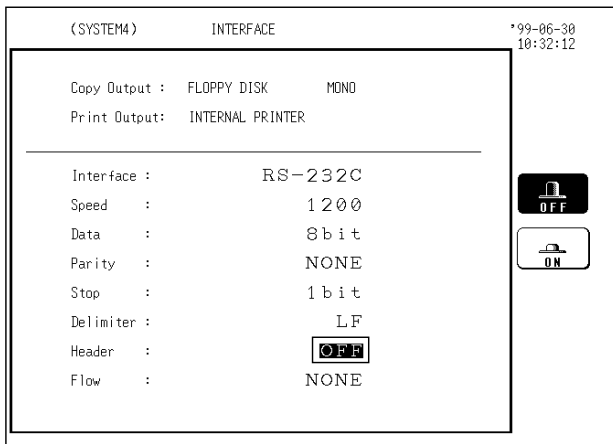 (SYSTEM4) INTERFACE '99-06-30
10:32:12
Copy Output : FLOPPY DISK MONO
Print Output: INTERNAL PRINTER
Interface : RS-232C
Speed : 1200
Data : 8bit
Parity : NONE
Stop : 1bit
Delimiter : LF
Header : OFF
Flow : NONE
OFF
ON